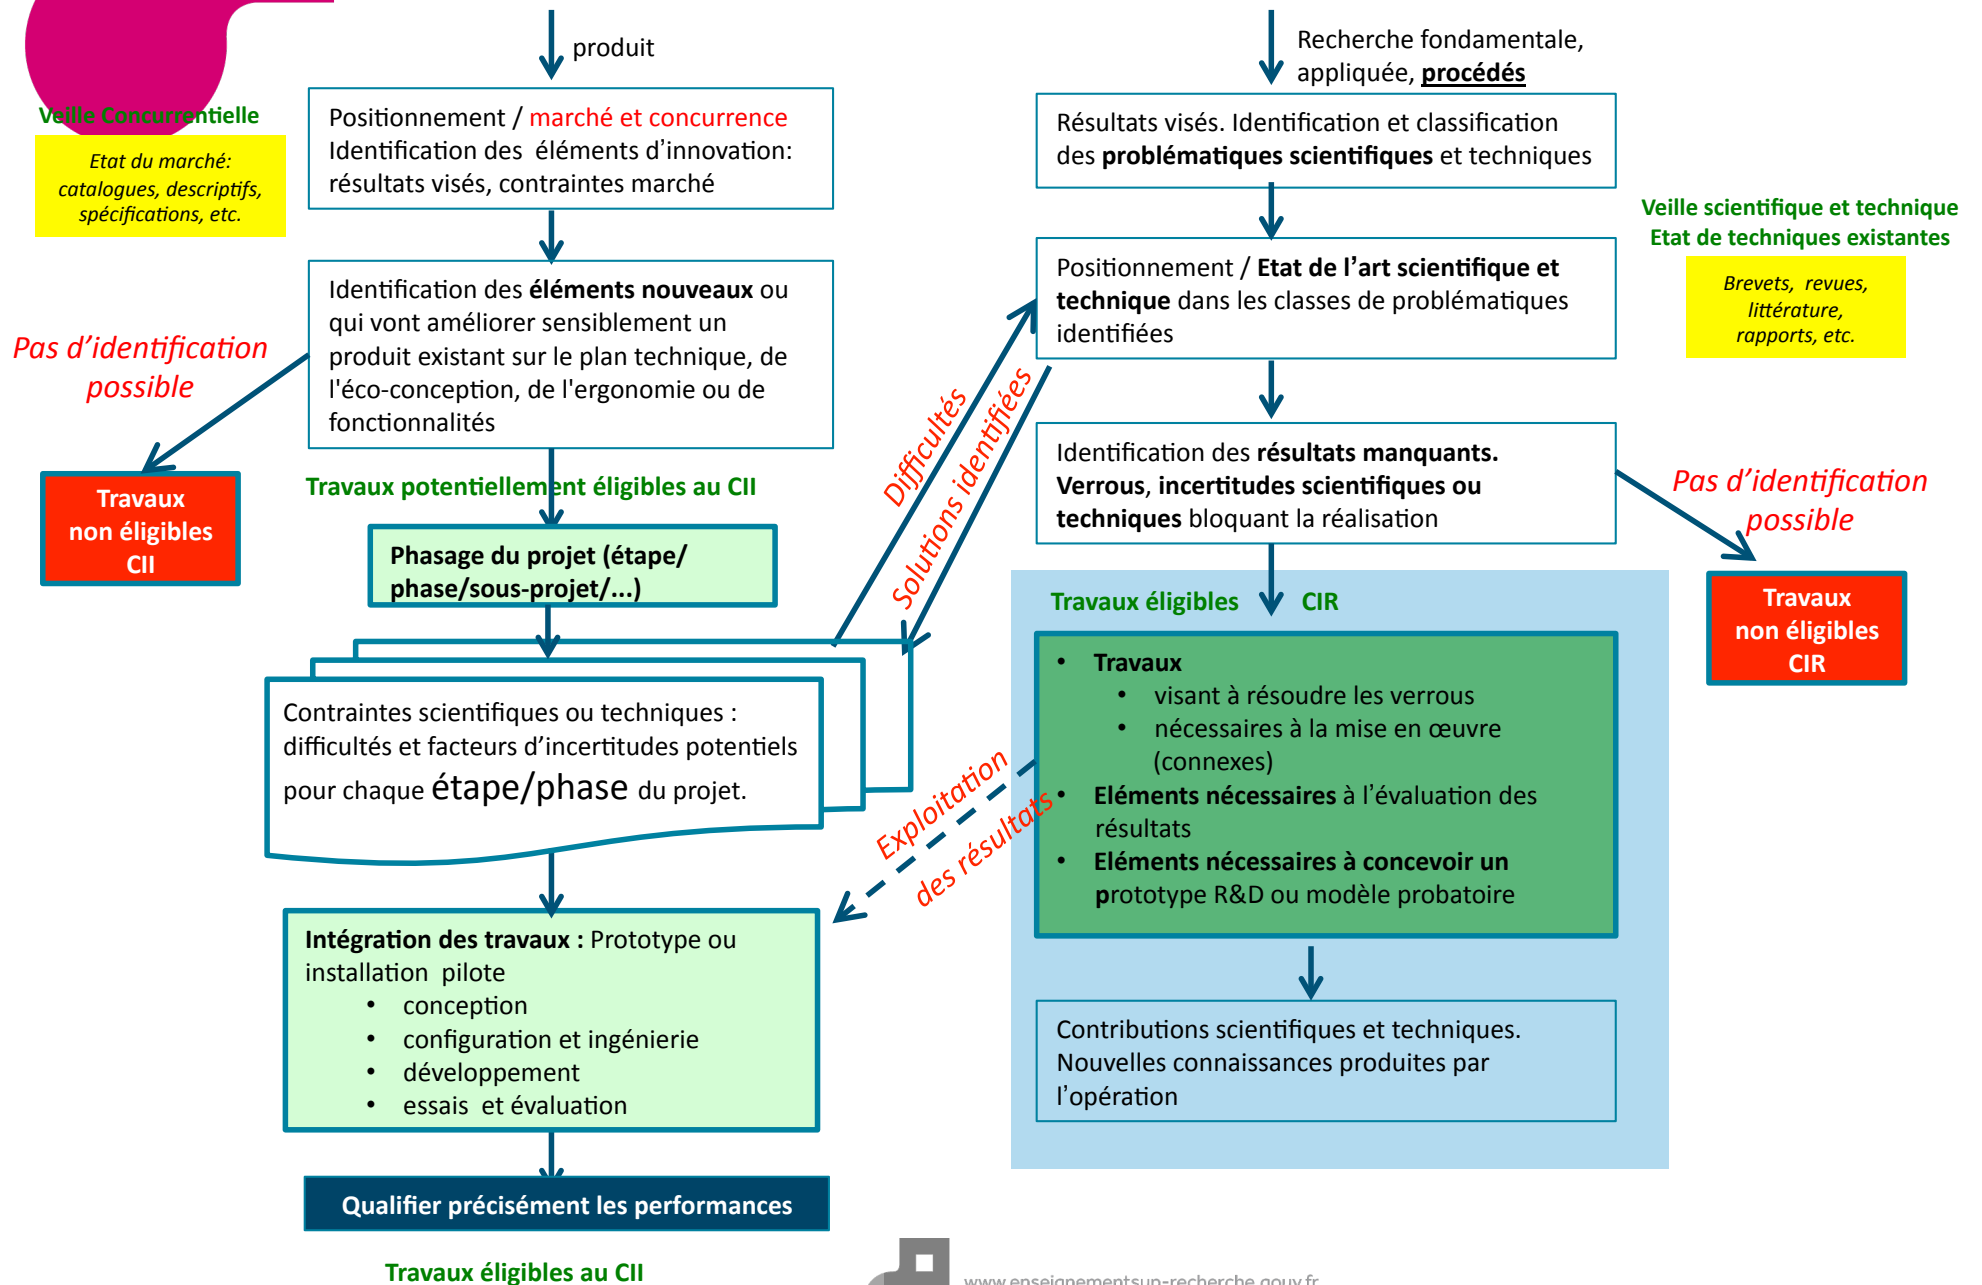 produit
Veille Concurrentielle
Etat du marché:
catalogues, descriptifs,
spécifications, etc.
Positionnement / marché et concurrence
Identification des éléments d’innovation:
résultats visés, contraintes marché
Identification des éléments nouveaux ou
qui vont améliorer sensiblement un
produit existant sur le plan technique, de
l'éco-conception, de l'ergonomie ou de
fonctionnalités
Pas d’identification
possible
Travaux
non éligibles
CII
Travaux potentiellement éligibles au CII
Phasage du projet (étape/
phase/sous-projet/...)
Contraintes scientifiques ou techniques :
difficultés et facteurs d’incertitudes potentiels
pour chaque étape/phase du projet.
Intégration des travaux : Prototype ou
installation pilote
• conception
• configuration et ingénierie
• développement
• essais et évaluation
Qualifier précisément les performances
Travaux éligibles au CII
Difficultés
Solutions identifiées
Exploitation
des résultats
Recherche fondamentale,
appliquée, procédés
Résultats visés. Identification et classification
des problématiques scientifiques et techniques
Veille scientifique et technique
Etat de techniques existantes
Brevets, revues,
littérature,
rapports, etc.
Positionnement / Etat de l’art scientifique et
technique dans les classes de problématiques
identifiées
Identification des résultats manquants.
Verrous, incertitudes scientifiques ou
techniques bloquant la réalisation
Pas d’identification
possible
Travaux
non éligibles
CIR
Travaux éligibles CIR
• Travaux
• visant à résoudre les verrous
• nécessaires à la mise en œuvre
(connexes)
• Eléments nécessaires à l’évaluation des
résultats
• Eléments nécessaires à concevoir un
prototype R&D ou modèle probatoire
Contributions scientifiques et techniques.
Nouvelles connaissances produites par
l’opération
www.enseignementsup-recherche.gouv.fr